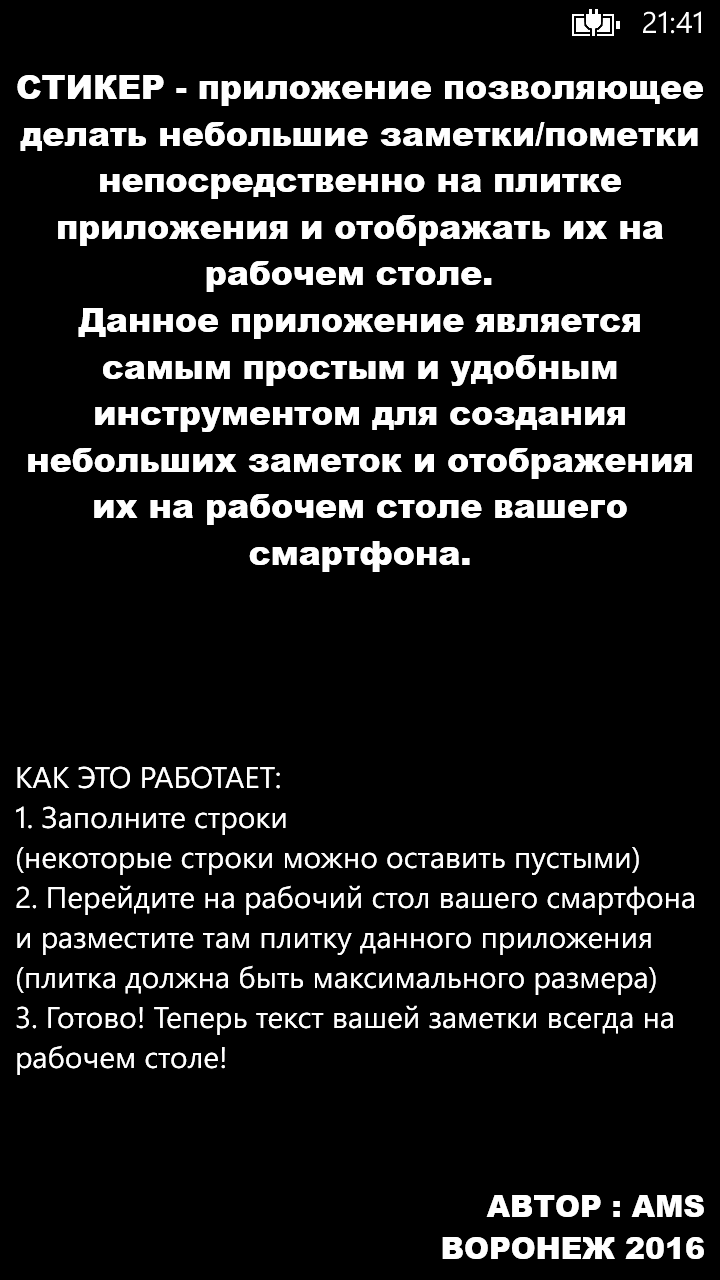 21:41
СТИКЕР - приложение позволяющее
делать небольшие заметки/пометки
непосредственно на плитке
приложения и отображать их на
рабочем столе.
Данное приложение является
самым простым и удобным
инструментом для создания
небольших заметок и отображения
их на рабочем столе вашего
смартфона.
КАК ЭТО РАБОТАЕТ:
1. Заполните строки
(некоторые строки можно оставить пустыми)
2. Перейдите на рабочий стол вашего смартфона
и разместите там плитку данного приложения
(плитка должна быть максимального размера)
3. Готово! Теперь текст вашей заметки всегда на
рабочем столе!
АВТОР : AMS
ВОРОНЕЖ 2016